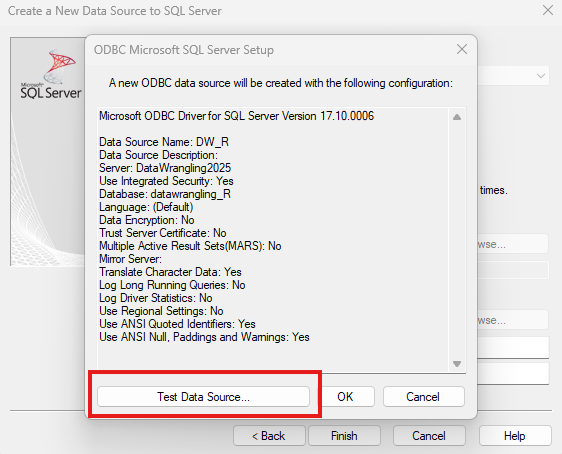 Create a New Data Source to SQL Server
Microsoft
SQL Server
ODBC Microsoft SQL Server Setup
A new ODBC data source will be created with the following configuration:
Microsoft ODBC Driver for SQL Server Version 17.10.0006
Data Source Name: DW_R
Data Source Description:
Server: DataWrangling2025
Use Integrated Security: Yes
Database: datawrangling_R
Language: (Default)
Data Encryption: No
Trust Server Certificate: No
Multiple Active Result Sets(MARS): No
Mirror Server:
Translate Character Data: Yes
Log Long Running Queries: No
Log Driver Statistics: No
Use Regional Settings: No
Use ANSI Quoted Identifiers: Yes
Use ANSI Null, Paddings and Warnings: Yes
times.
wse...
wse...
Test Data Source...
OK
Cancel
< Back
Finish
Cancel
Help